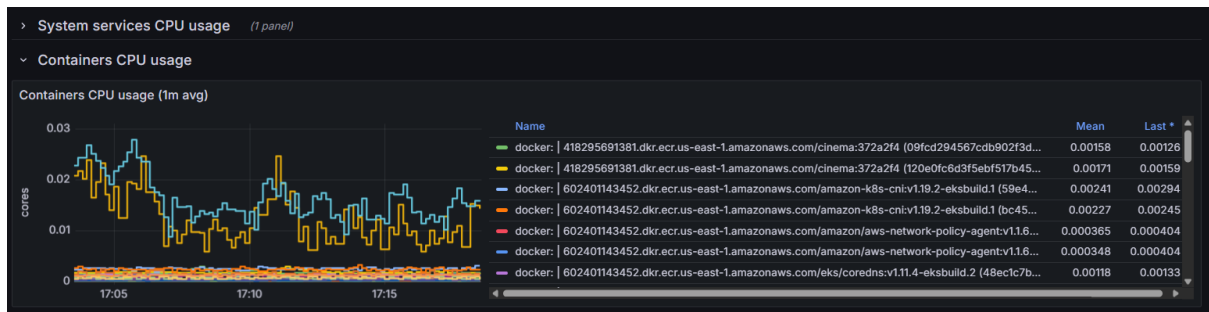 System services CPU usage (1 panel)
Containers CPU usage
Containers CPU usage (1m avg)
cores
0.03
0.02
0.01
0
17:05 17:10 17:15
Name Mean Last *
docker: | 418295691381.dkr.ecr.us-east-1.amazonaws.com/cinema:372a2f4 (09fcd294567cdb902f3d... 0.00158 0.00126
docker: | 418295691381.dkr.ecr.us-east-1.amazonaws.com/cinema:372a2f4 (120e0fc6d3f5ebf517b45... 0.00171 0.00159
docker: | 602401143452.dkr.ecr.us-east-1.amazonaws.com/amazon-k8s-cni:v1.19.2-eksbuild.1 (59e4... 0.00241 0.00294
docker: | 602401143452.dkr.ecr.us-east-1.amazonaws.com/amazon-k8s-cni:v1.19.2-eksbuild.1 (bc45... 0.00227 0.00245
docker: | 602401143452.dkr.ecr.us-east-1.amazonaws.com/amazon/aws-network-policy-agent:v1.1.6... 0.000365 0.000404
docker: | 602401143452.dkr.ecr.us-east-1.amazonaws.com/amazon/aws-network-policy-agent:v1.1.6... 0.000348 0.000404
docker: | 602401143452.dkr.ecr.us-east-1.amazonaws.com/eks/coredns:v1.11.4-eksbuild.2 (48ec1c7b... 0.00118 0.00133